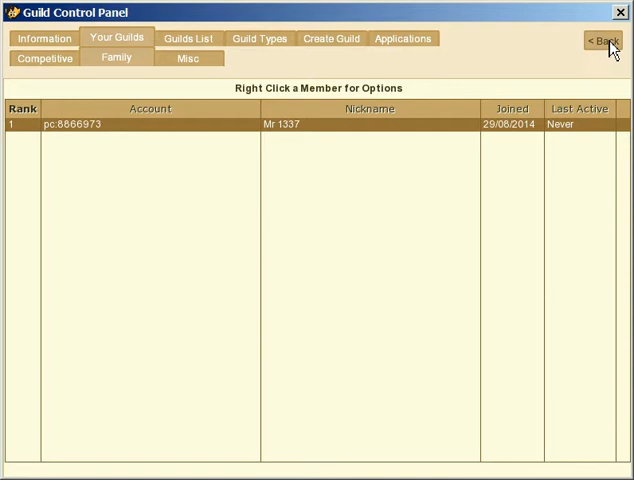 Guild Control Panel
Information Your Guilds Guilds List Guild Types Create Guild Applications
< Back
Competitive Family Misc
Right Click a Member for Options
Rank Account Nickname Joined Last Active
1 pc:8866973 Mr 1337 29/08/2014 Never